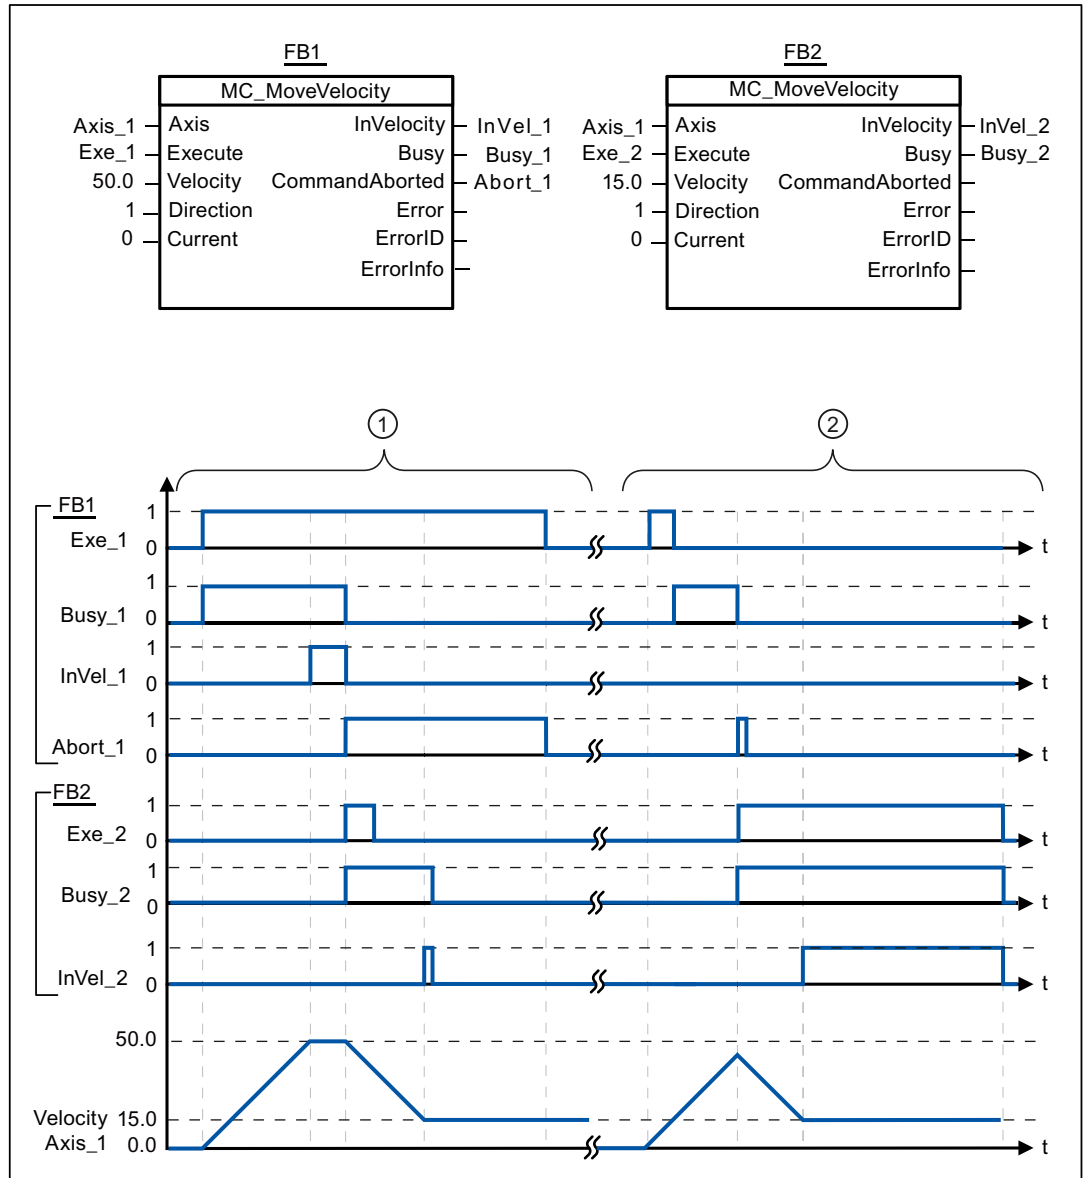 FB1 FB2
MC_MoveVelocity MC_MoveVelocity
Axis_1 Axis InVelocity InVel_1 Axis_1 Axis InVelocity InVel_2
Exe_1 Execute Busy Busy_1 Exe_2 Execute Busy Busy_2
50.0 Velocity CommandAborted Abort_1 15.0 Velocity CommandAborted
1 Direction Error 1 Direction Error
0 Current ErrorID 0 Current ErrorID
ErrorInfo ErrorInfo
1 2
FB1
1
Exe_1 0 t
1
Busy_1 0 t
1
InVel_1 0 t
1
Abort_1 0 t
FB2
1
Exe_2 0 t
1
Busy_2 0 t
1
InVel_2 0 t
50.0
Velocity 15.0
Axis_1 0.0 t